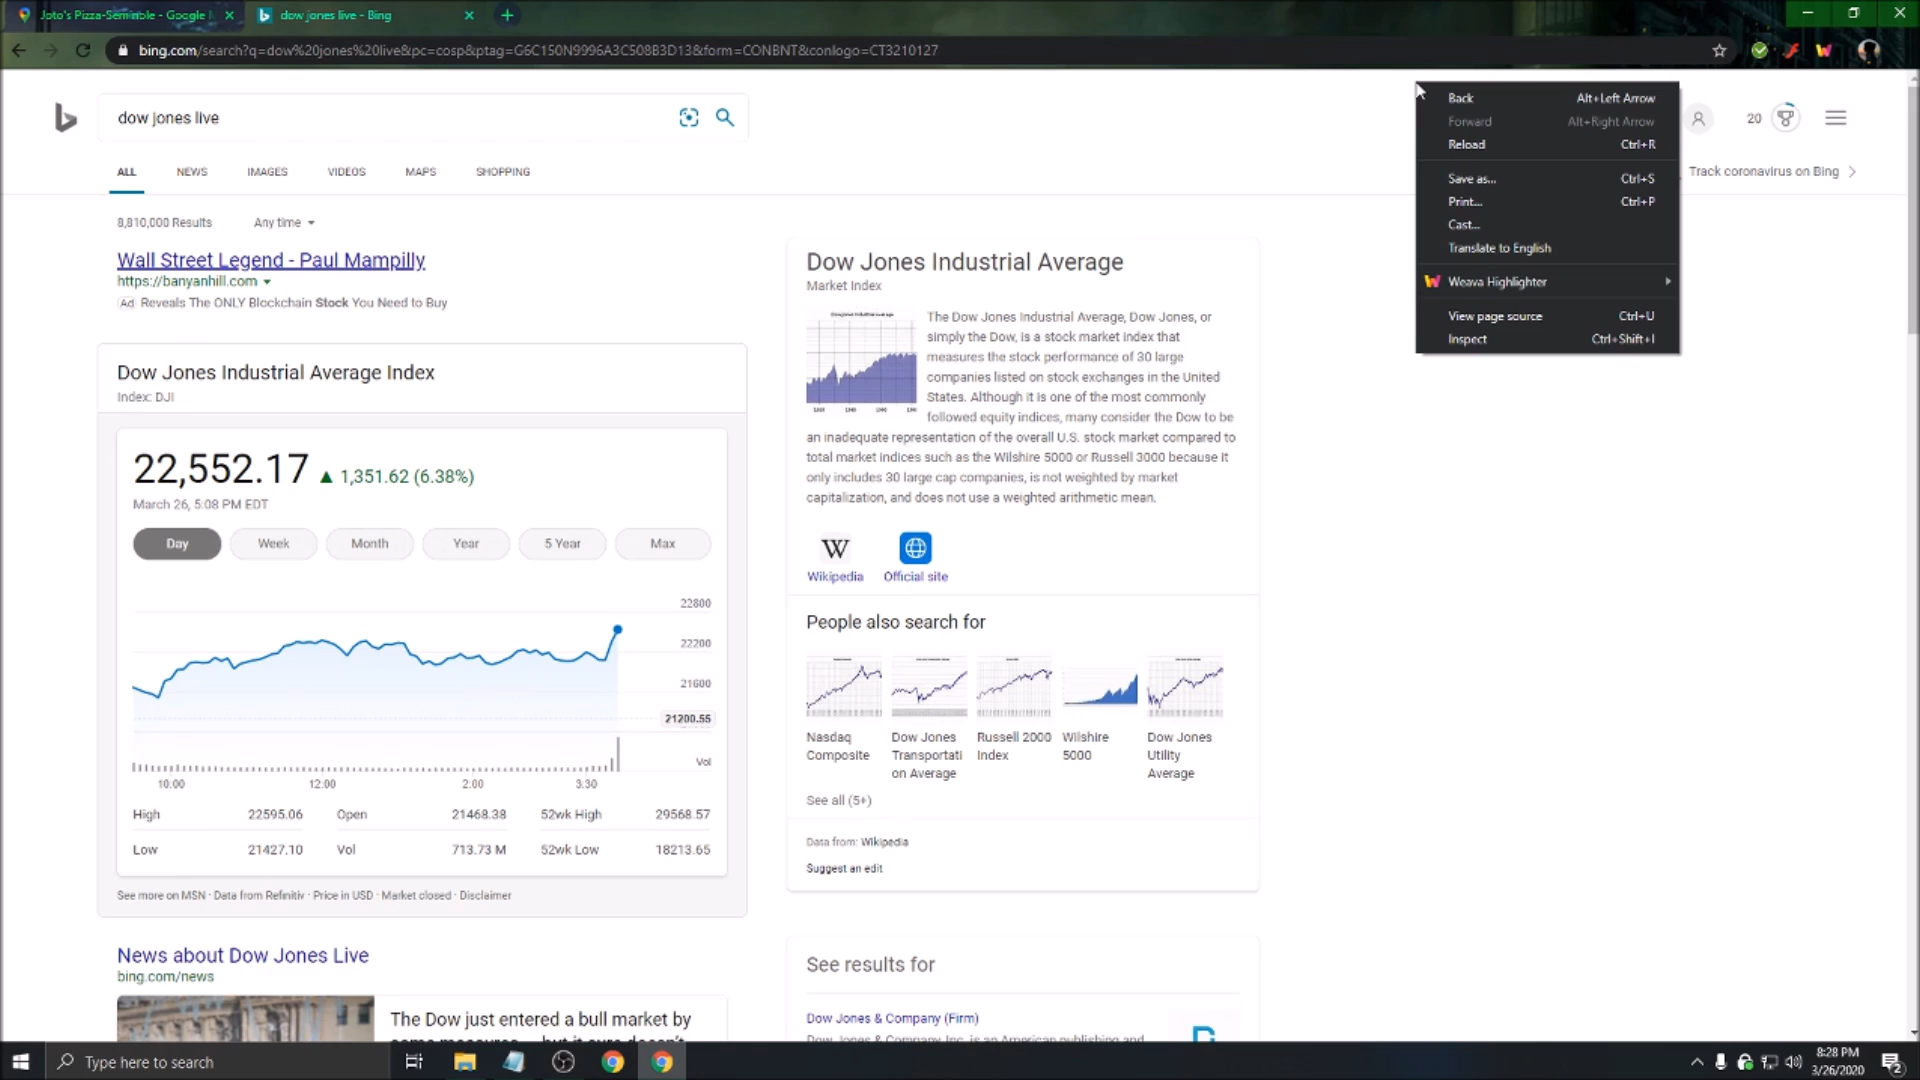 Joto's Pizza-Seminole - Google M
dow jones live - Bing
bing.com/search?q=dow%20jones%20live&pc=cosp&ptag=G6C150N9996A3C508B3D13&form=CONBNT&conlogo=CT3210127
dow jones live
20
ALL NEWS IMAGES VIDEOS MAPS SHOPPING
Track coronavirus on Bing
Back Alt+Left Arrow
Forward Alt+Right Arrow
Reload Ctrl+R
Save as... Ctrl+S
Print... Ctrl+P
Cast...
Translate to English
Weava Highlighter
View page source Ctrl+U
Inspect Ctrl+Shift+I
8,810,000 Results Any time
Wall Street Legend - Paul Mampilly
https://banyanhill.com
Ad Reveals The ONLY Blockchain Stock You Need to Buy
Dow Jones Industrial Average Index
Index: DJI
22,552.17 ▲ 1,351.62 (6.38%)
March 26, 5:08 PM EDT
Day Week Month Year 5 Year Max
22800
22200
21600
21200.55
Vol
10:00 12:00 2:00 3:30
High 22595.06 Open 21468.38 52wk High 29568.57
Low 21427.10 Vol 713.73 M 52wk Low 18213.65
See more on MSN · Data from Refinitiv · Price in USD · Market closed · Disclaimer
News about Dow Jones Live
bing.com/news
The Dow just entered a bull market by
some measures — but it sure doesn't
Dow Jones Industrial Average
Market Index
The Dow Jones Industrial Average, Dow Jones, or
simply the Dow, is a stock market index that
measures the stock performance of 30 large
companies listed on stock exchanges in the United
States. Although it is one of the most commonly
followed equity indices, many consider the Dow to be
an inadequate representation of the overall U.S. stock market compared to
total market indices such as the Wilshire 5000 or Russell 3000 because it
only includes 30 large cap companies, is not weighted by market
capitalization, and does not use a weighted arithmetic mean.
W
Wikipedia Official site
People also search for
Nasdaq Composite
Dow Jones Transportati on Average
Russell 2000 Index
Wilshire 5000
Dow Jones Utility Average
See all (5+)
Data from: Wikipedia
Suggest an edit
See results for
Dow Jones & Company (Firm)
Dow Jones & Company, Inc. is an American publishing and
Type here to search
8:28 PM
3/26/2020
2